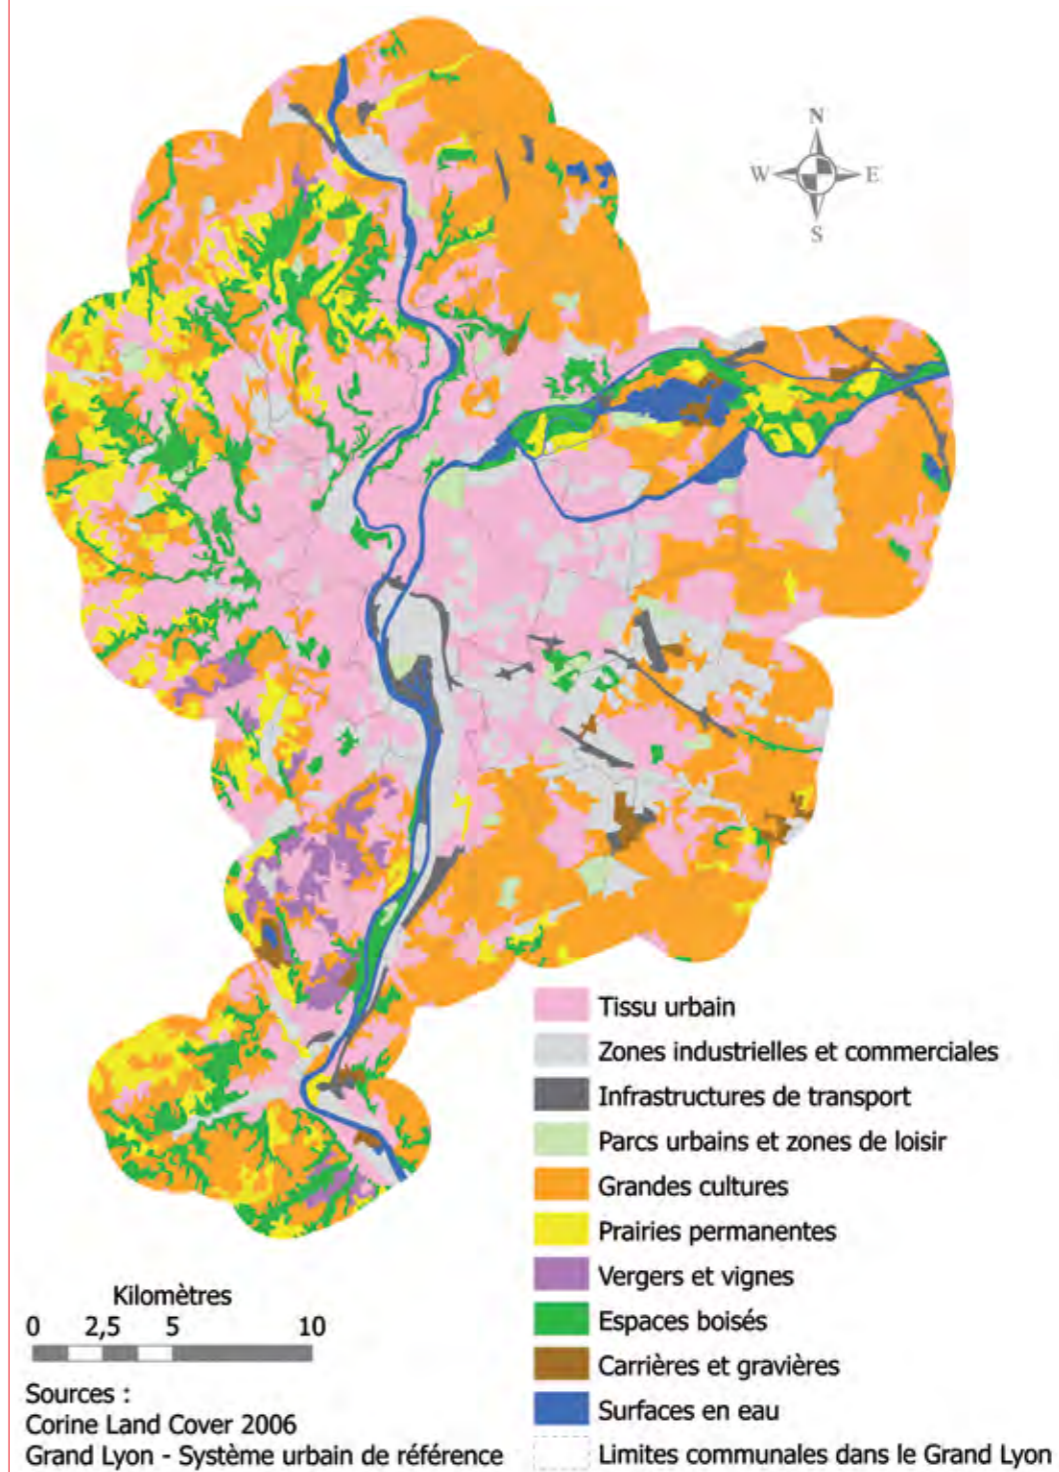 N
W E
S
Tissu urbain
Zones industrielles et commerciales
Infrastructures de transport
Parcs urbains et zones de loisir
Grandes cultures
Prairies permanentes
Vergers et vignes
Espaces boisés
Carrières et gravières
Surfaces en eau
Limites communales dans le Grand Lyon
Kilomètres
0 2,5 5 10
Sources :
Corine Land Cover 2006
Grand Lyon - Système urbain de référence